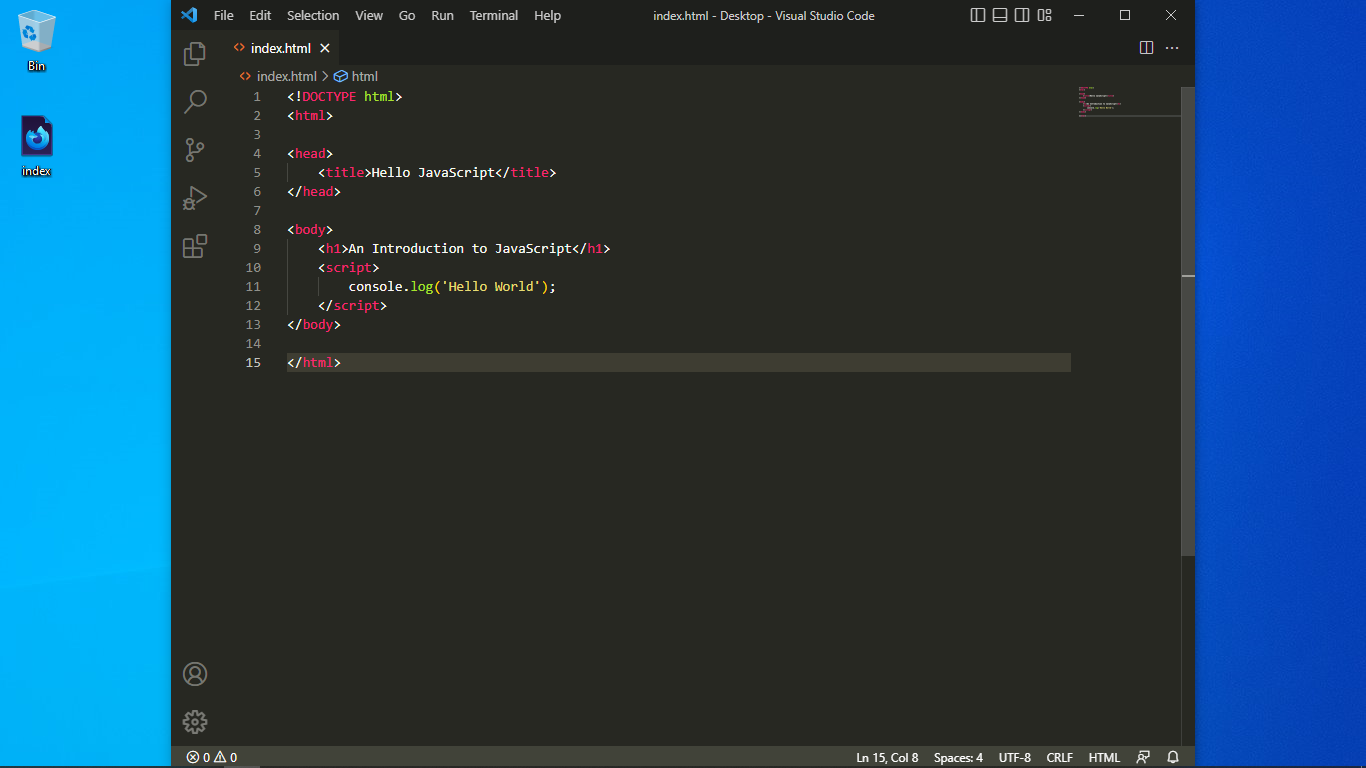 File Edit Selection View Go Run Terminal Help index.html - Desktop - Visual Studio Code
Bin
index
index.html
index.html > html
1 <!DOCTYPE html>
2 <html>
3
4 <head>
5 <title>Hello JavaScript</title>
6 </head>
7
8 <body>
9 <h1>An Introduction to JavaScript</h1>
10 <script>
11 console.log('Hello World');
12 </script>
13 </body>
14
15 </html>
0 0 Ln 15, Col 8 Spaces: 4 UTF-8 CRLF HTML